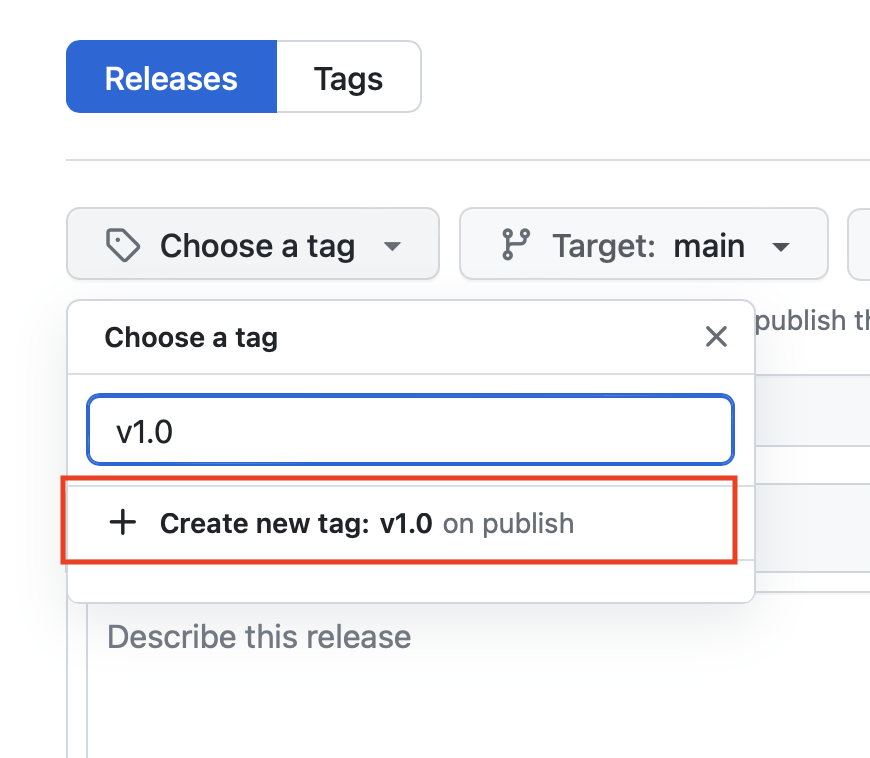 Releases Tags
Choose a tag Target: main
publish th
Choose a tag
v1.0
Create new tag: v1.0 on publish
Describe this release